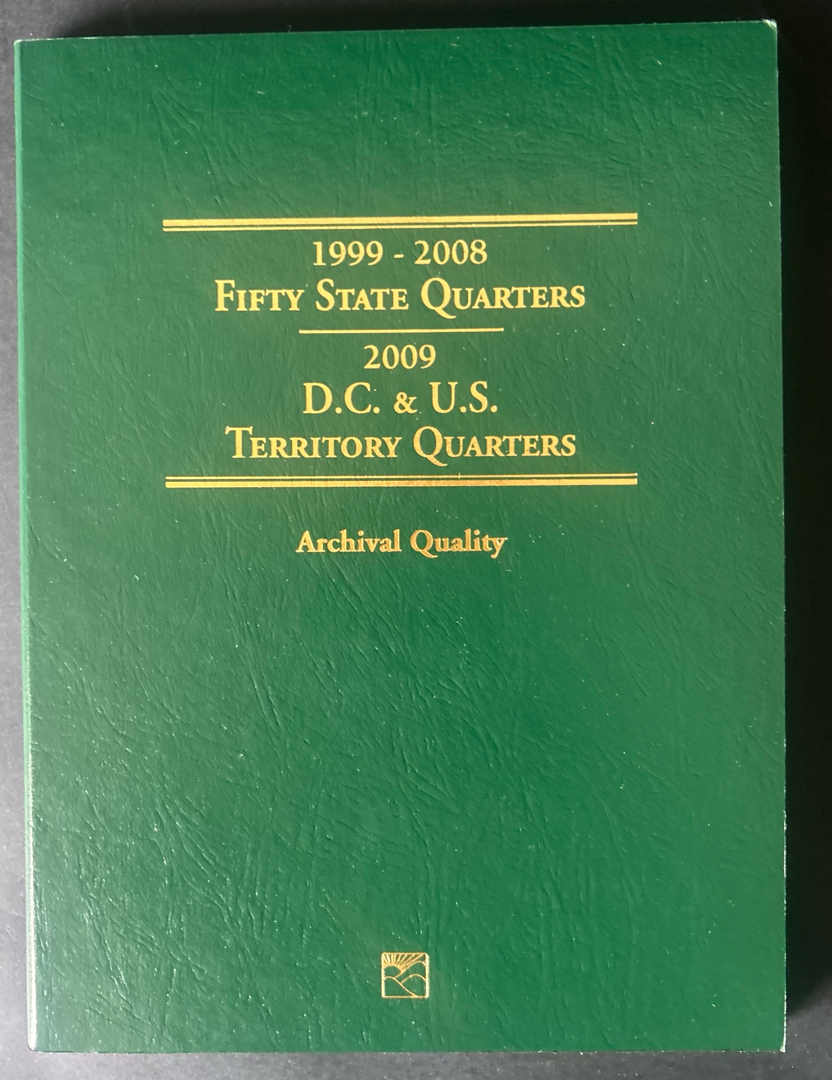 1999 - 2008
Fifty State Quarters
2009
D.C. & U.S.
Territory Quarters
Archival Quality